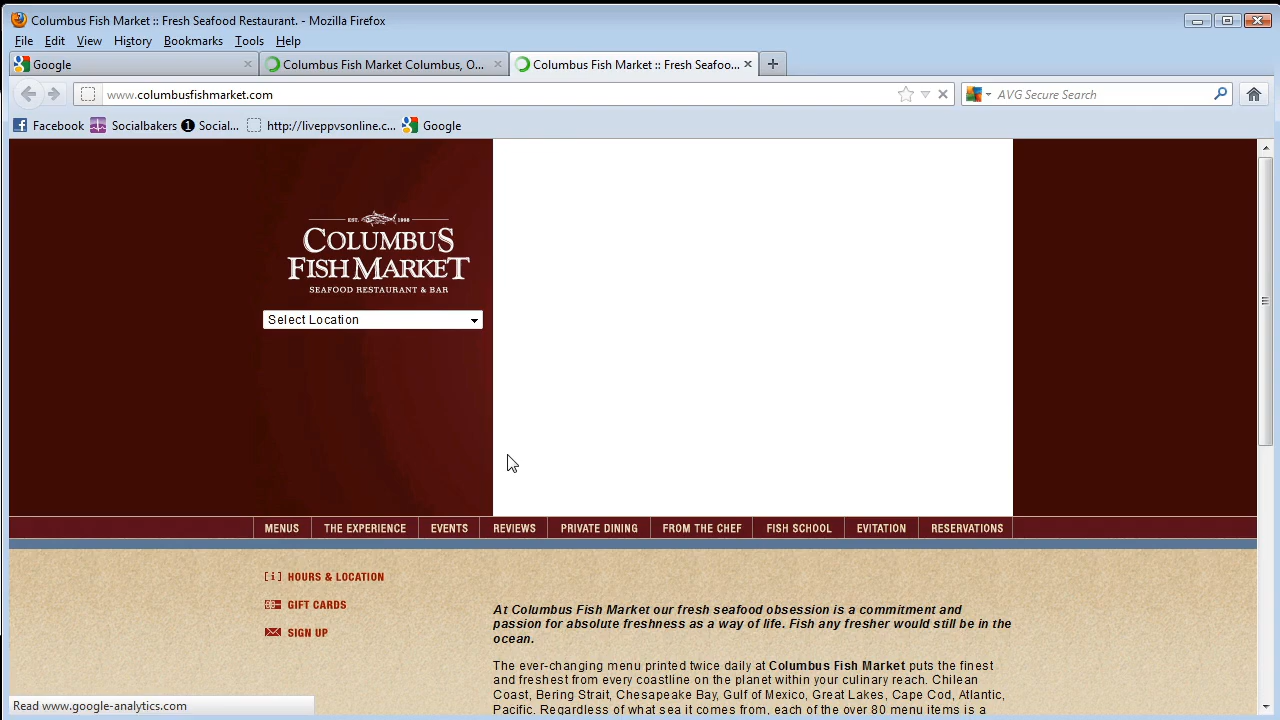 Columbus Fish Market :: Fresh Seafood Restaurant. - Mozilla Firefox
File Edit View History Bookmarks Tools Help
Google
Columbus Fish Market Columbus, O...
Columbus Fish Market :: Fresh Seafoo...
www.columbusfishmarket.com
AVG Secure Search
Facebook Socialbakers Social... http://liveppvsonline.c... Google
EST. 1998
COLUMBUS
FISH MARKET
SEAFOOD RESTAURANT & BAR
Select Location
MENUS THE EXPERIENCE EVENTS REVIEWS PRIVATE DINING FROM THE CHEF FISH SCHOOL EVITATION RESERVATIONS
[i] HOURS & LOCATION
GIFT CARDS
SIGN UP
At Columbus Fish Market our fresh seafood obsession is a commitment and
passion for absolute freshness as a way of life. Fish any fresher would still be in the
ocean.
The ever-changing menu printed twice daily at Columbus Fish Market puts the finest
and freshest from every coastline on the planet within your culinary reach. Chilean
Coast, Bering Strait, Chesapeake Bay, Gulf of Mexico, Great Lakes, Cape Cod, Atlantic,
Pacific. Regardless of what sea it comes from, each of the over 80 menu items is a
Read www.google-analytics.com